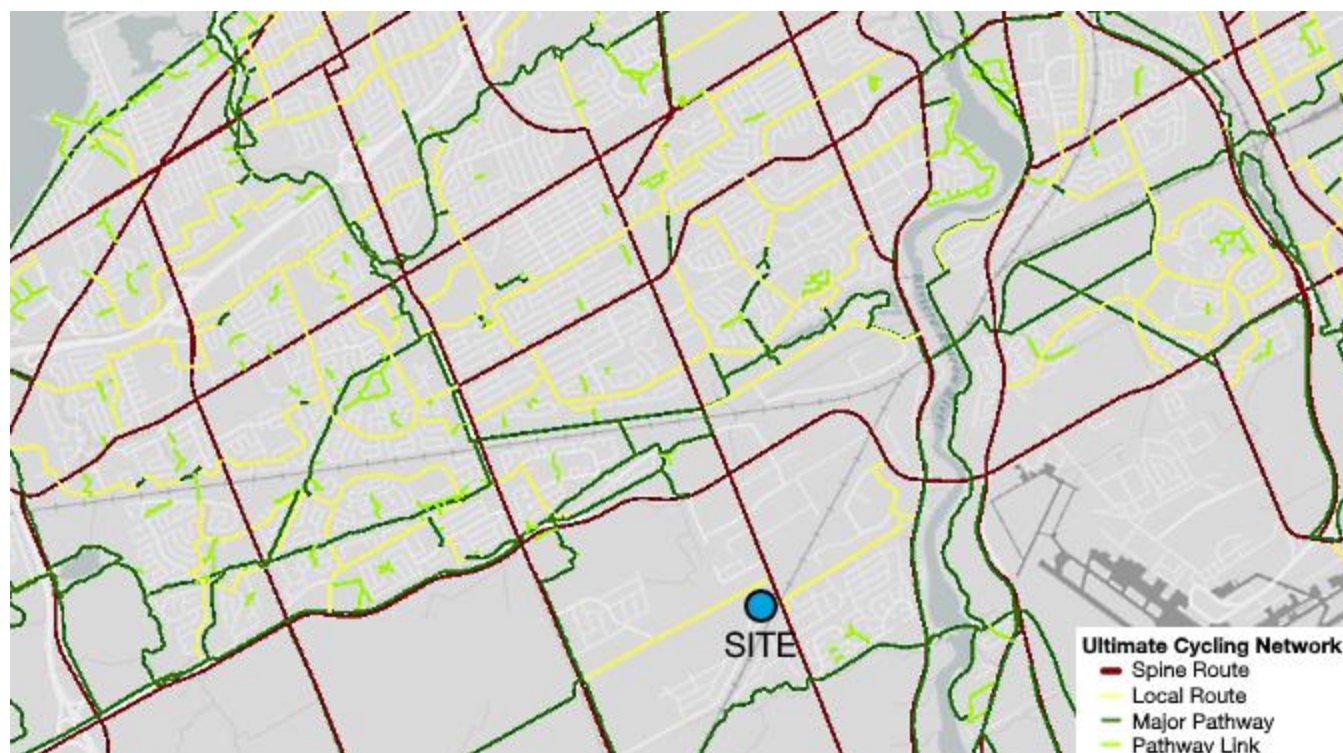 SITE
Ultimate Cycling Network
Spine Route
Local Route
Major Pathway
Pathway Link